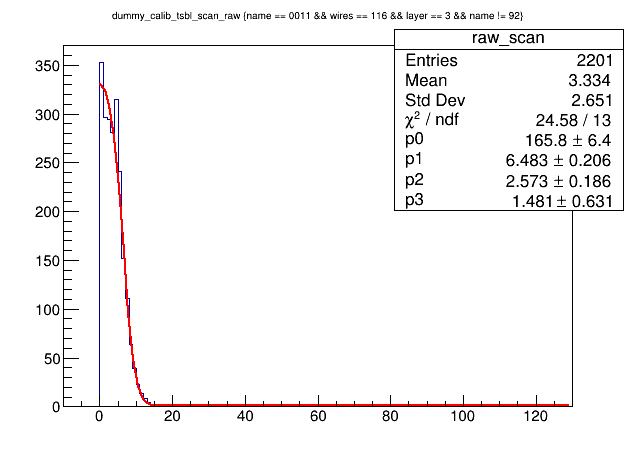 dummy_calib_tsbl_scan_raw {name == 0011 && wires == 116 && layer == 3 && name != 92}
raw_scan
Entries 2201
Mean 3.334
Std Dev 2.651
χ² / ndf 24.58 / 13
p0 165.8 ± 6.4
p1 6.483 ± 0.206
p2 2.573 ± 0.186
p3 1.481 ± 0.631
350
300
250
200
150
100
50
0
0 20 40 60 80 100 120